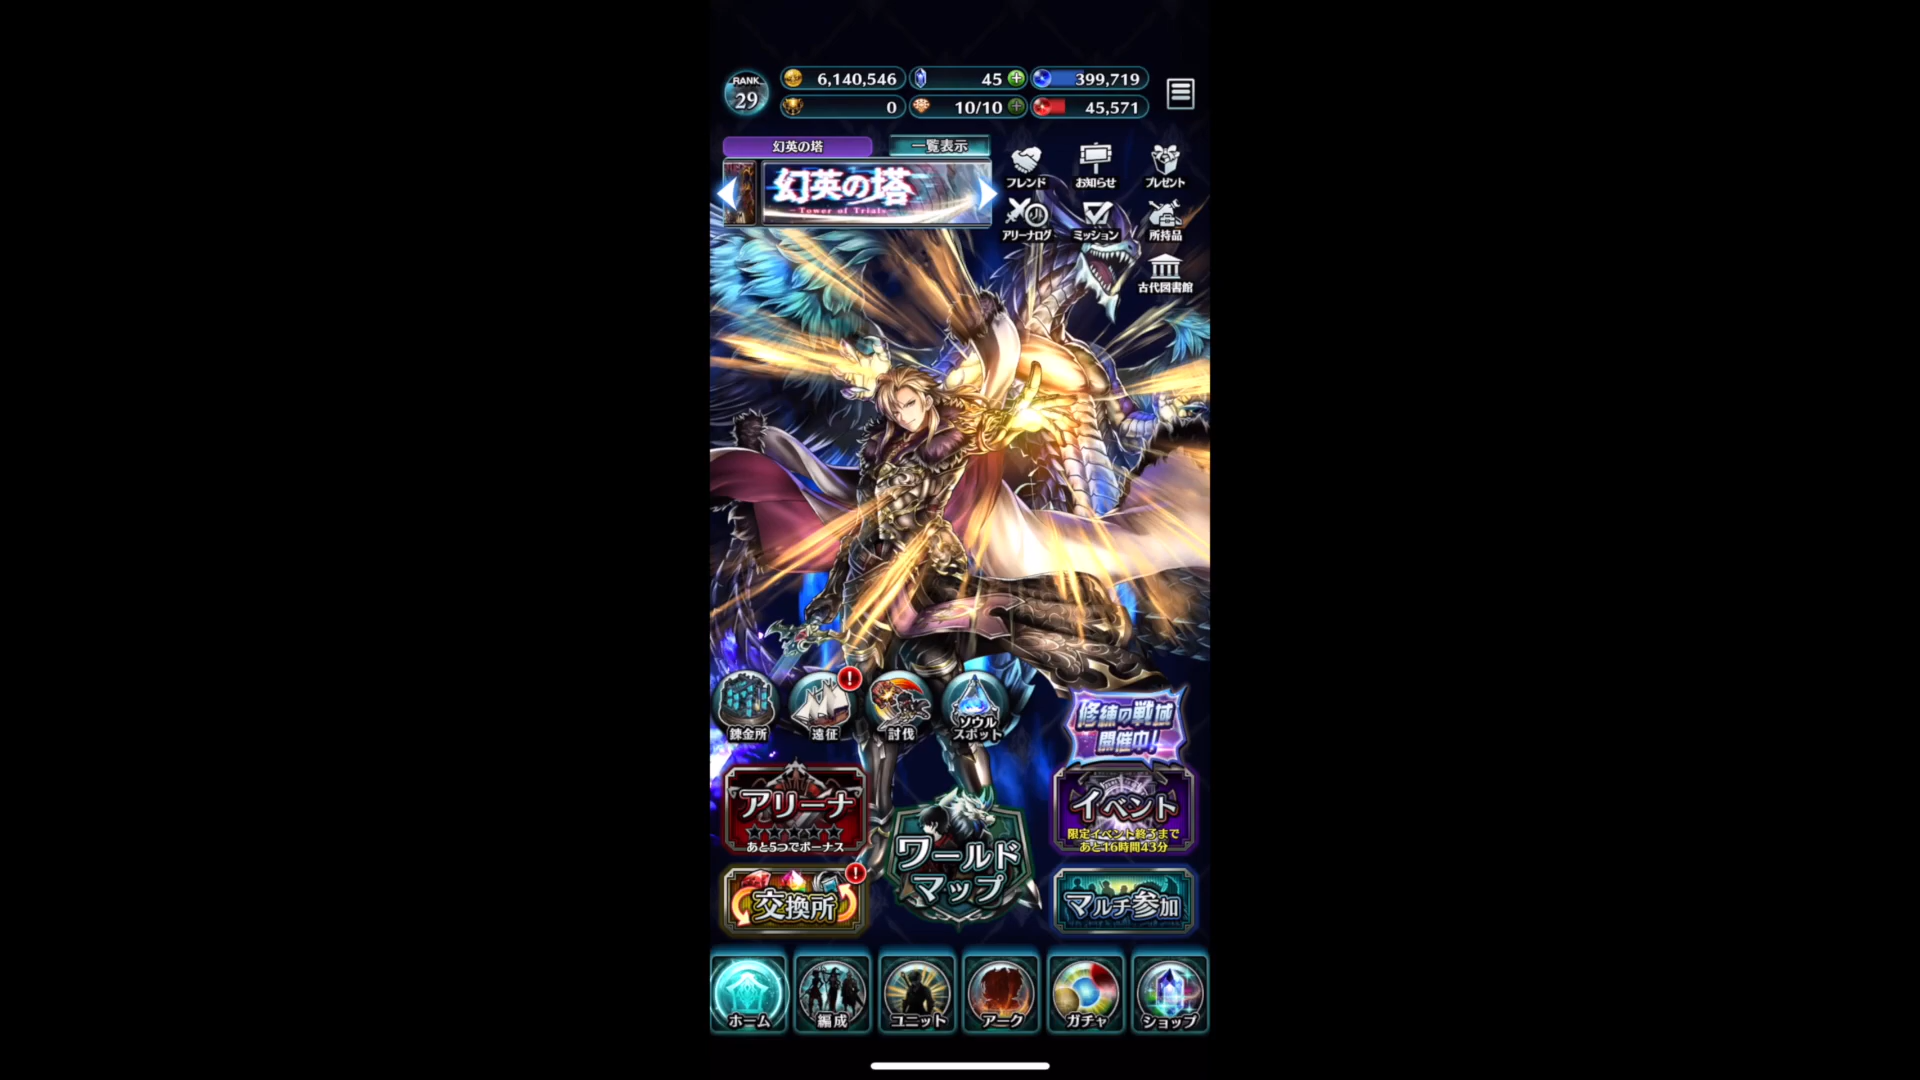 RANK
29
6,140,546
45
399,719
0
10/10
45,571
幻英の塔
一覧表示
幻英の塔
-Tower of Trials-
フレンド
お知らせ
プレゼント
アリーナログ
ミッション
所持品
古代図書館
錬金所
遠征
討伐
ソウル
スポット
修練の戦域
開催中!
アリーナ
あと5つでボーナス
イベント
限定イベント終了まで
あと16時間43分
ワールド
マップ
交換所
マルチ参加
ホーム
編成
ユニット
アーク
ガチャ
ショップ